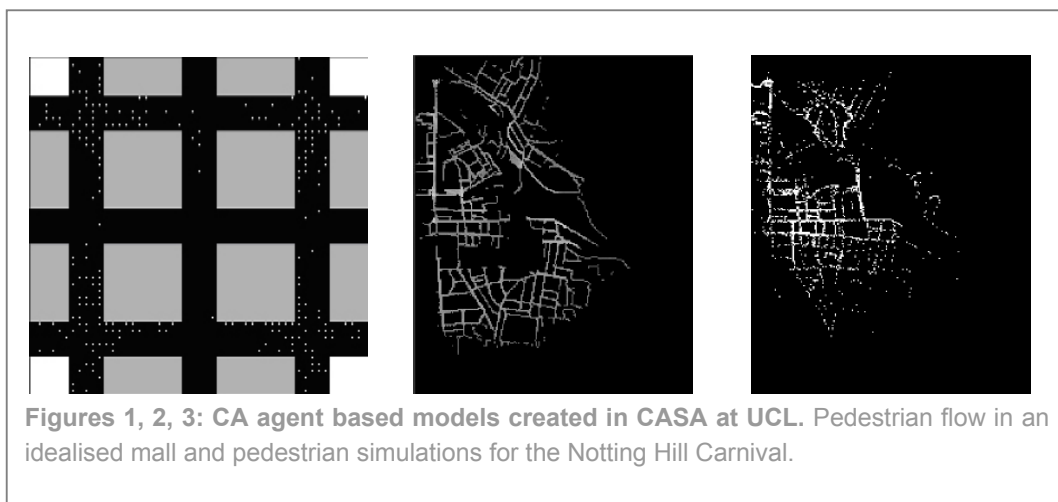 Figures 1, 2, 3: CA agent based models created in CASA at UCL. Pedestrian flow in an
idealised mall and pedestrian simulations for the Notting Hill Carnival.